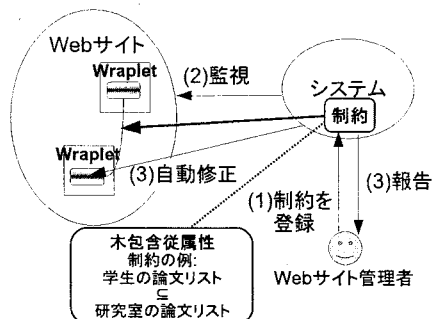 Webサイト
Wraplet
(2)監視
システム
制約
Wraplet
(3)自動修正
(1)制約を
登録
(3)報告
木包含従属性
制約の例:
学生の論文リスト
⊆
研究室の論文リスト
Webサイト管理者